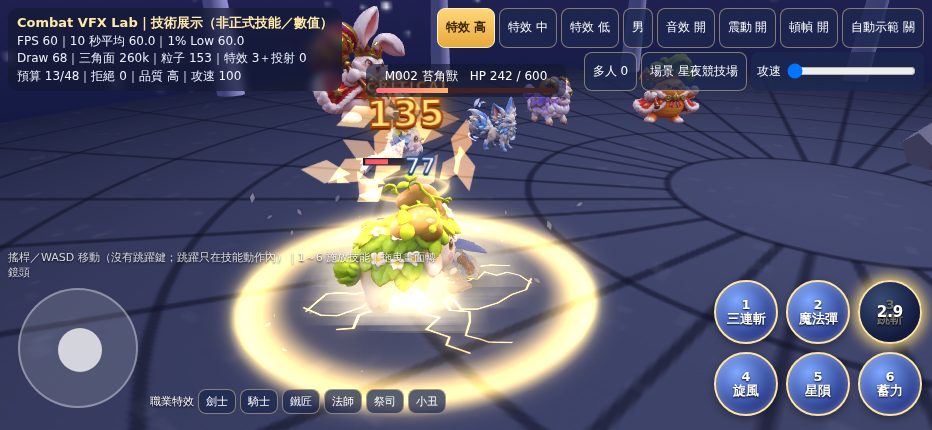 Combat VFX Lab｜技術展示（非正式技能／數值）
FPS 60｜10 秒平均 60.0｜1% Low 60.0
Draw 68｜三角面 260k｜粒子 153｜特效 3＋投射 0
預算 13/48｜拒絕 0｜品質 高｜攻速 100
特效 高
特效 中
特效 低
男
音效 開
震動 開
頓幀 開
自動示範 關
多人 0
場景 星夜競技場
攻速
M002 苔角獸 HP 242 / 600
135
77
搖桿／WASD 移動（沒有跳躍鍵；跳躍只在技能動作內）｜1～6 施放技能
鏡頭
1
三連斬
2
魔法彈
2.9
4
旋風
5
星隕
6
蓄力
職業特效
劍士
騎士
鐵匠
法師
祭司
小丑